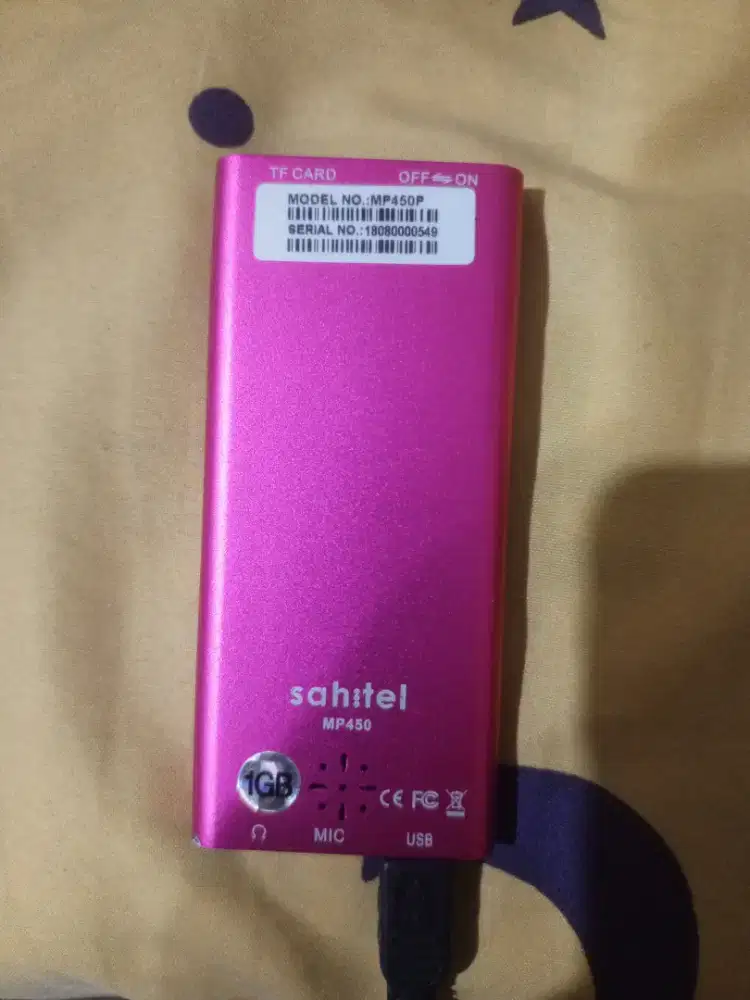 TF CARD OFF ⇋ ON
MODEL NO.:MP450P
SERIAL NO.:18080000549
sahitel
MP450
1GB
CE FC
MIC USB